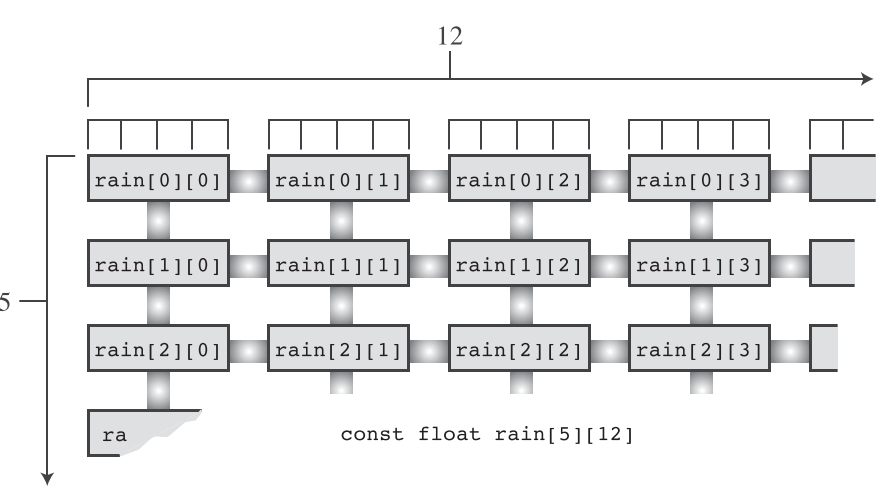 12
rain[0][0] rain[0][1] rain[0][2] rain[0][3]
5
rain[1][0] rain[1][1] rain[1][2] rain[1][3]
rain[2][0] rain[2][1] rain[2][2] rain[2][3]
ra
const float rain[5][12]